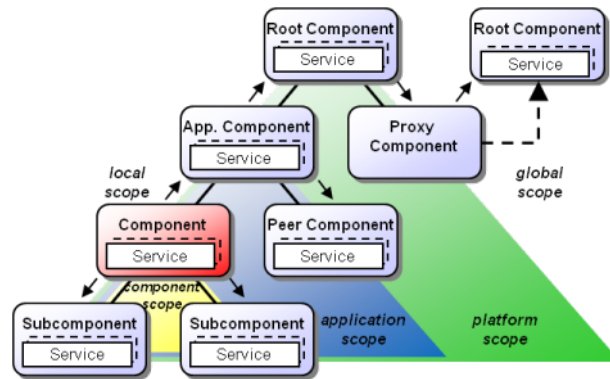 Root Component
Service
Root Component
Service
App. Component
Service
Proxy
Component
local
scope
global
scope
Component
Service
Peer Component
Service
component
scope
Subcomponent
Service
Subcomponent
Service
application
scope
platform
scope